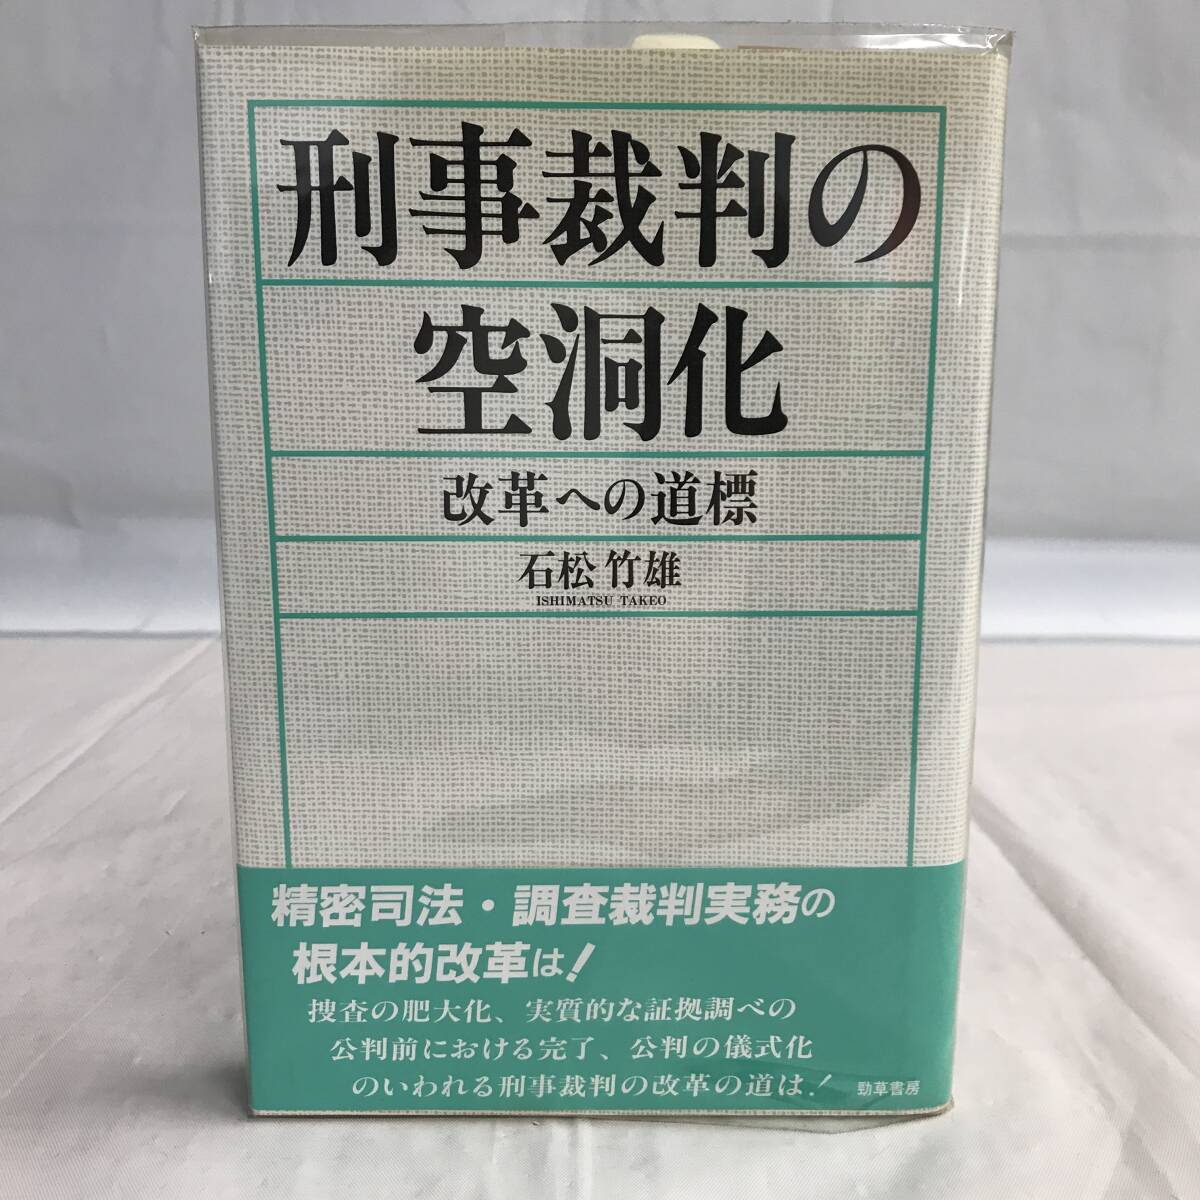 刑事裁判の
空洞化
改革への道標
石松竹雄
ISHIMATSU TAKEO
精密司法・調査裁判実務の
根本的改革は!
捜査の肥大化、実質的な証拠調べの
公判前における完了、公判の儀式化
のいわれる刑事裁判の改革の道は!
勁草書房